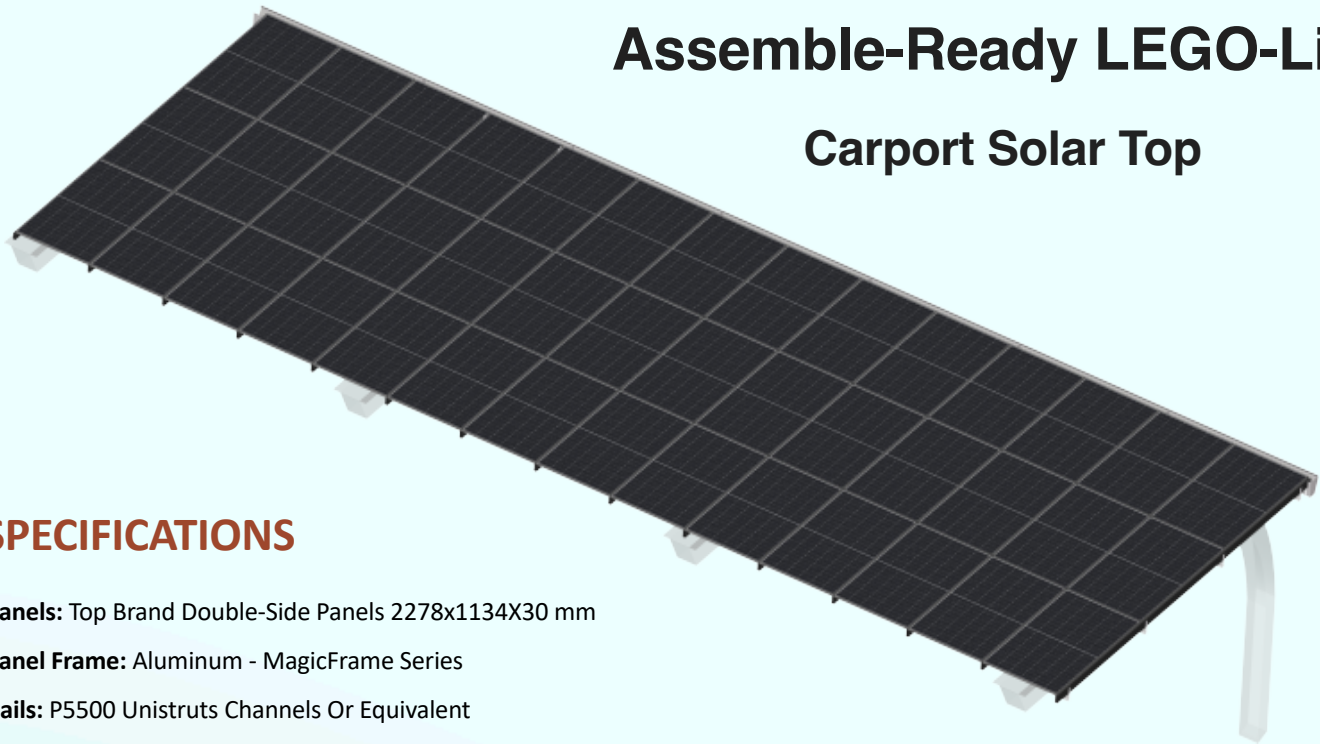 Assemble-Ready LEGO-Li
Carport Solar Top
SPECIFICATIONS
anels: Top Brand Double-Side Panels 2278x1134X30 mm
anel Frame: Aluminum - MagicFrame Series
ails: P5500 Unistruts Channels Or Equivalent